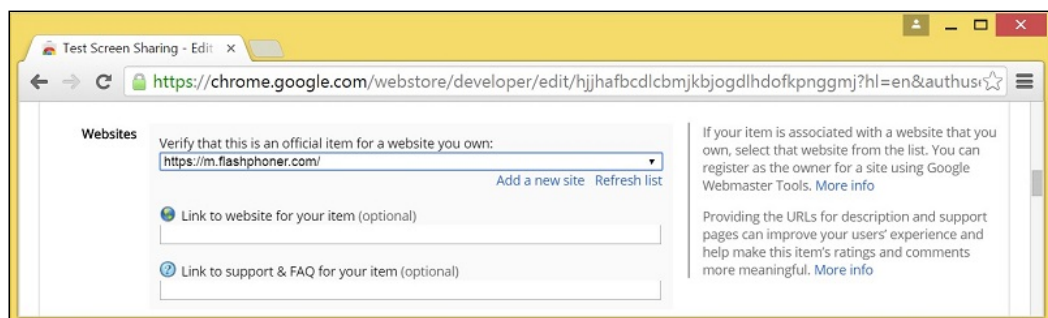 Test Screen Sharing - Edit
https://chrome.google.com/webstore/developer/edit/hjjhafbcdlcbmjkbjogdlhdofkpnggmj?hl=en&authus
Websites
Verify that this is an official item for a website you own:
https://m.flashphoner.com/
Add a new site Refresh list
Link to website for your item (optional)
Link to support & FAQ for your item (optional)
If your item is associated with a website that you
own, select that website from the list. You can
register as the owner for a site using Google
Webmaster Tools. More info
Providing the URLs for description and support
pages can improve your users' experience and
help make this item's ratings and comments
more meaningful. More info